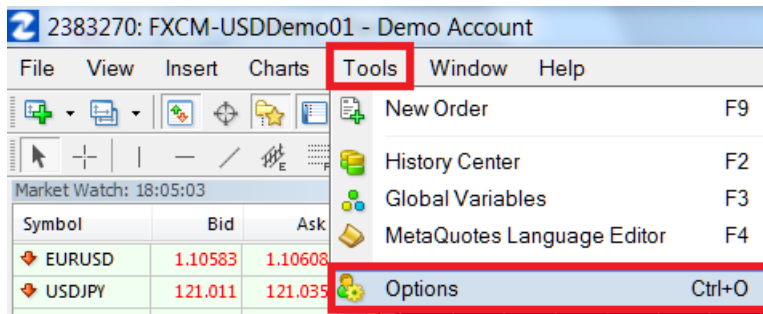 2383270: FXCM-USDDemo01 - Demo Account
File View Insert Charts Tools Window Help
New Order F9
History Center F2
Global Variables F3
MetaQuotes Language Editor F4
Options Ctrl+O
Market Watch: 18:05:03
Symbol Bid Ask
EURUSD 1.10583 1.10608
USDJPY 121.011 121.035